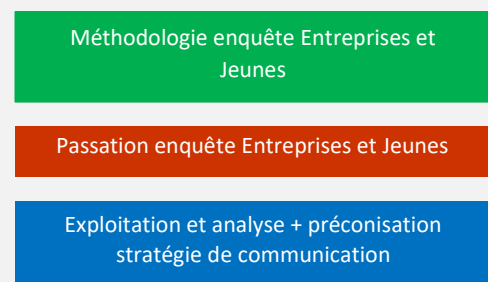 Méthodologie enquête Entreprises et
Jeunes
Passation enquête Entreprises et Jeunes
Exploitation et analyse + préconisation
stratégie de communication